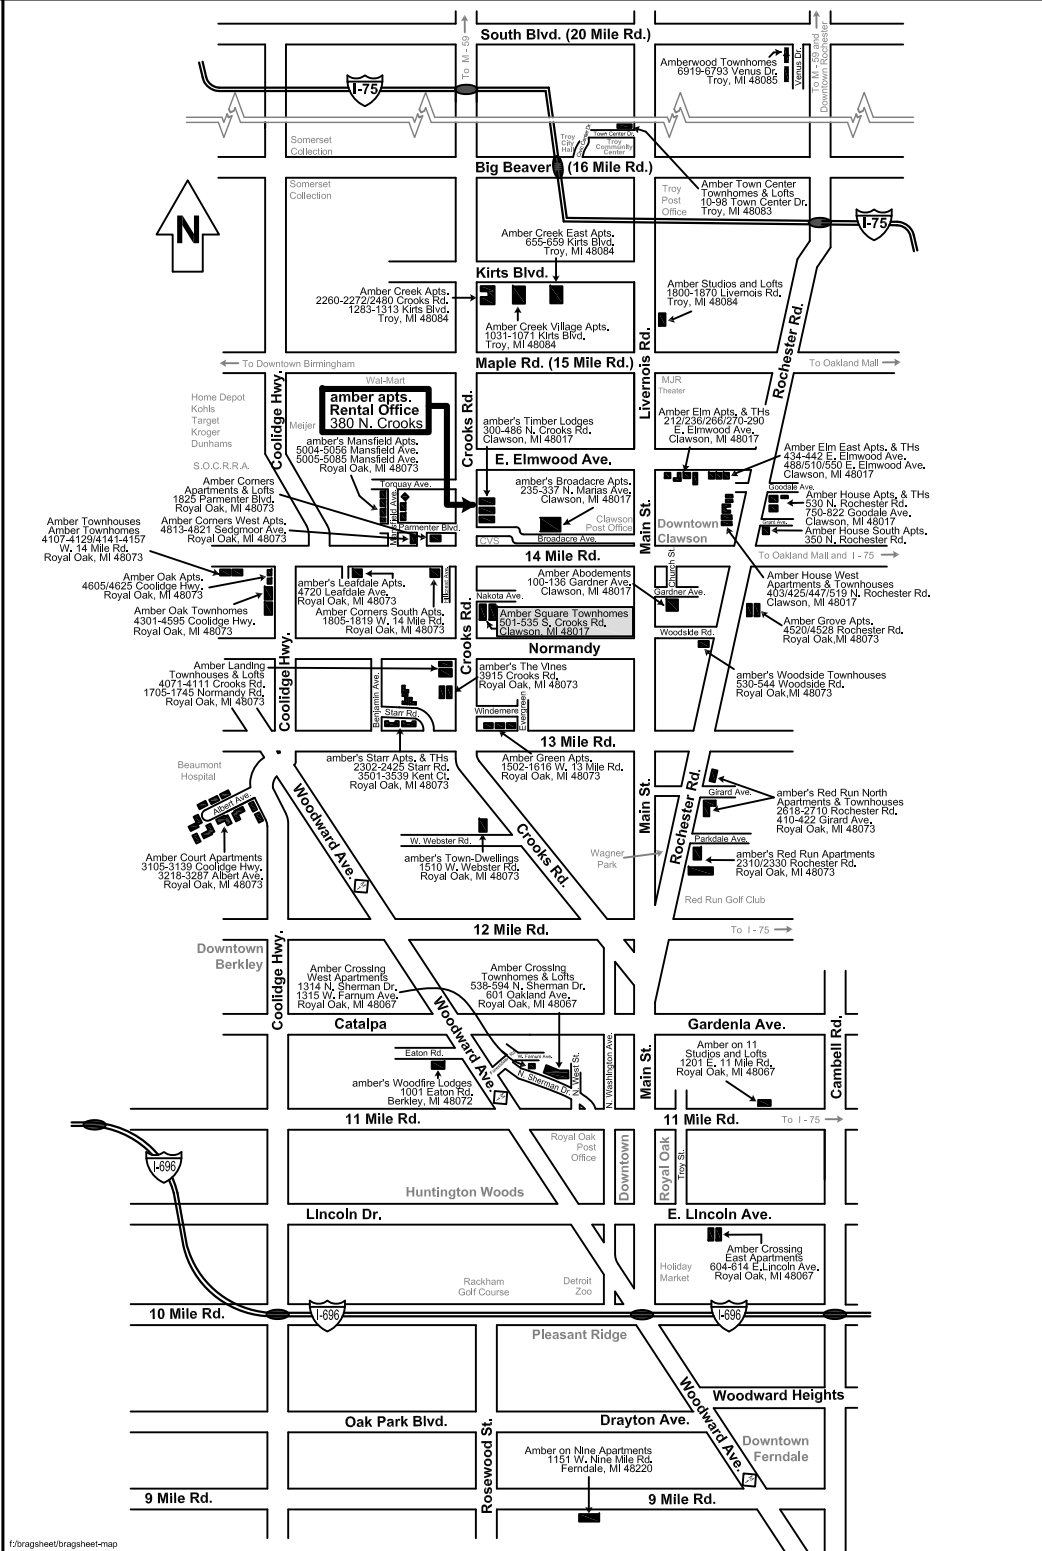 South Blvd. (20 Mile Rd.)
To M - 59
To M - 59 and
Downtown Rochester
Amberwood Townhomes
6919-6793 Venus Dr.
Troy, MI 48085
Venus Dr.
I-75
Somerset
Collection
Troy
City
Hall
Civic Center Dr.
Town Center Dr.
Troy
Community
Center
Big Beaver (16 Mile Rd.)
Somerset
Collection
Troy
Post
Office
Amber Town Center
Townhomes & Lofts
10-98 Town Center Dr.
Troy, MI 48083
N
I-75
Amber Creek East Apts.
655-659 Kirts Blvd.
Troy, MI 48084
Kirts Blvd.
Amber Creek Apts.
2260-2272/2480 Crooks Rd.
1283-1313 Kirts Blvd.
Troy, MI 48084
Amber Studios and Lofts
1800-1870 Livernois Rd.
Troy, MI 48084
Amber Creek Village Apts.
1031-1071 Kirts Blvd.
Troy, MI 48084
Livernois Rd.
Rochester Rd.
To Downtown Birmingham
Maple Rd. (15 Mile Rd.)
To Oakland Mall
Wal-Mart
MJR
Theater
Home Depot
Kohls
Target
Kroger
Dunhams
Meijer
S.O.C.R.R.A.
Coolidge Hwy.
Crooks Rd.
amber apts.
Rental Office
380 N. Crooks
amber's Timber Lodges
300-486 N. Crooks Rd.
Clawson, MI 48017
Amber Elm Apts. & THs
212/236/266/270-290
E. Elmwood Ave.
Clawson, MI 48017
amber's Mansfield Apts.
5004-5056 Mansfield Ave.
5005-5085 Mansfield Ave.
Royal Oak, MI 48073
E. Elmwood Ave.
Amber Elm East Apts. & THs
434-442 E. Elmwood Ave.
488/510/550 E. Elmwood Ave.
Clawson, MI 48017
Amber Corners
Apartments & Lofts
1825 Parmenter Blvd.
Royal Oak, MI 48073
Torquay Ave.
Mansfield Ave.
Parmenter Blvd.
amber's Broadacre Apts.
235-337 N. Marias Ave.
Clawson, MI 48017
Goodale Ave.
Grant Ave.
Amber House Apts. & THs
530 N. Rochester Rd.
750-822 Goodale Ave.
Clawson, MI 48017
Amber House South Apts.
350 N. Rochester Rd.
Amber Townhouses
Amber Townhomes
4107-4129/4141-4157
W. 14 Mile Rd.
Royal Oak, MI 48073
Amber Corners West Apts.
4813-4821 Sedgmoor Ave.
Royal Oak, MI 48073
CVS
Broadacre Ave.
Clawson
Post Office
Main St.
Downtown
Clawson
14 Mile Rd.
To Oakland Mall and I - 75
Amber Oak Apts.
4605/4625 Coolidge Hwy.
Royal Oak, MI 48073
Amber Oak Townhomes
4301-4595 Coolidge Hwy.
Royal Oak, MI 48073
amber's Leafdale Apts.
4720 Leafdale Ave.
Royal Oak, MI 48073
Amber Corners South Apts.
1805-1819 W. 14 Mile Rd.
Royal Oak, MI 48073
Nakota Ave.
Amber Abodements
100-136 Gardner Ave.
Clawson, MI 48017
Church St.
Gardner Ave.
Amber House West
Apartments & Townhouses
403/425/447/519 N. Rochester Rd.
Clawson, MI 48017
Amber Square Townhomes
501-535 S. Crooks Rd.
Clawson, MI 48017
Amber Grove Apts.
4520/4528 Rochester Rd.
Royal Oak,MI 48073
Woodside Rd.
Crooks Rd.
Coolidge Hwy.
Normandy
Amber Landing
Townhouses & Lofts
4071-4111 Crooks Rd.
1705-1745 Normandy Rd.
Royal Oak, MI 48073
amber's The Vines
3915 Crooks Rd.
Royal Oak, MI 48073
amber's Woodside Townhomes
530-544 Woodside Rd.
Royal Oak,MI 48073
Benjamin Ave.
Starr Rd.
Windemere
Evergreen
13 Mile Rd.
Beaumont
Hospital
amber's Starr Apts. & THs
2302-2425 Starr Rd.
3501-3539 Kent Ct.
Royal Oak, MI 48073
Amber Green Apts.
1502-1616 W. 13 Mile Rd.
Royal Oak, MI 48073
Albert Ave.
Woodward Ave.
Crooks Rd.
Main St.
Rochester Rd.
Girard Ave.
amber's Red Run North
Apartments & Townhouses
2618-2710 Rochester Rd.
410-422 Girard Ave.
Royal Oak, MI 48073
Parkdale Ave.
W. Webster Rd.
amber's Town-Dwellings
1510 W. Webster Rd.
Royal Oak, MI 48073
Wagner
Park
amber's Red Run Apartments
2310/2330 Rochester Rd.
Royal Oak, MI 48073
Amber Court Apartments
3105-3139 Coolidge Hwy.
3218-3287 Albert Ave.
Royal Oak, MI 48073
Red Run Golf Club
12 Mile Rd.
To I - 75
Downtown
Berkley
Coolidge Hwy.
Amber Crossing
West Apartments
1314 N. Sherman Dr.
1315 W. Farnum Ave.
Royal Oak, MI 48067
Amber Crossing
Townhomes & Lofts
538-594 N. Sherman Dr.
601 Oakland Ave.
Royal Oak, MI 48067
Woodward Ave.
Catalpa
Gardenia Ave.
Cambell Rd.
Eaton Rd.
W. Farnum Ave.
N. Sherman Dr.
N. West St.
N. Washington Ave.
Main St.
Amber on 11
Studios and Lofts
1201 E. 11 Mile Rd.
Royal Oak, MI 48067
amber's Woodfire Lodges
1001 Eaton Rd.
Berkley, MI 48072
11 Mile Rd.
11 Mile Rd.
To I - 75
I-696
Royal Oak
Post
Office
Downtown
Royal Oak
Troy St.
Huntington Woods
Lincoln Dr.
E. Lincoln Ave.
Amber Crossing
East Apartments
604-614 E.Lincoln Ave.
Royal Oak, MI 48067
Holiday
Market
Rackham
Golf Course
Detroit
Zoo
10 Mile Rd.
I-696
I-696
Pleasant Ridge
Woodward Ave.
Woodward Heights
Oak Park Blvd.
Rosewood St.
Drayton Ave.
Downtown
Ferndale
Amber on Nine Apartments
1151 W. Nine Mile Rd.
Ferndale, MI 48220
9 Mile Rd.
9 Mile Rd.
f:/bragsheet/bragsheet-map